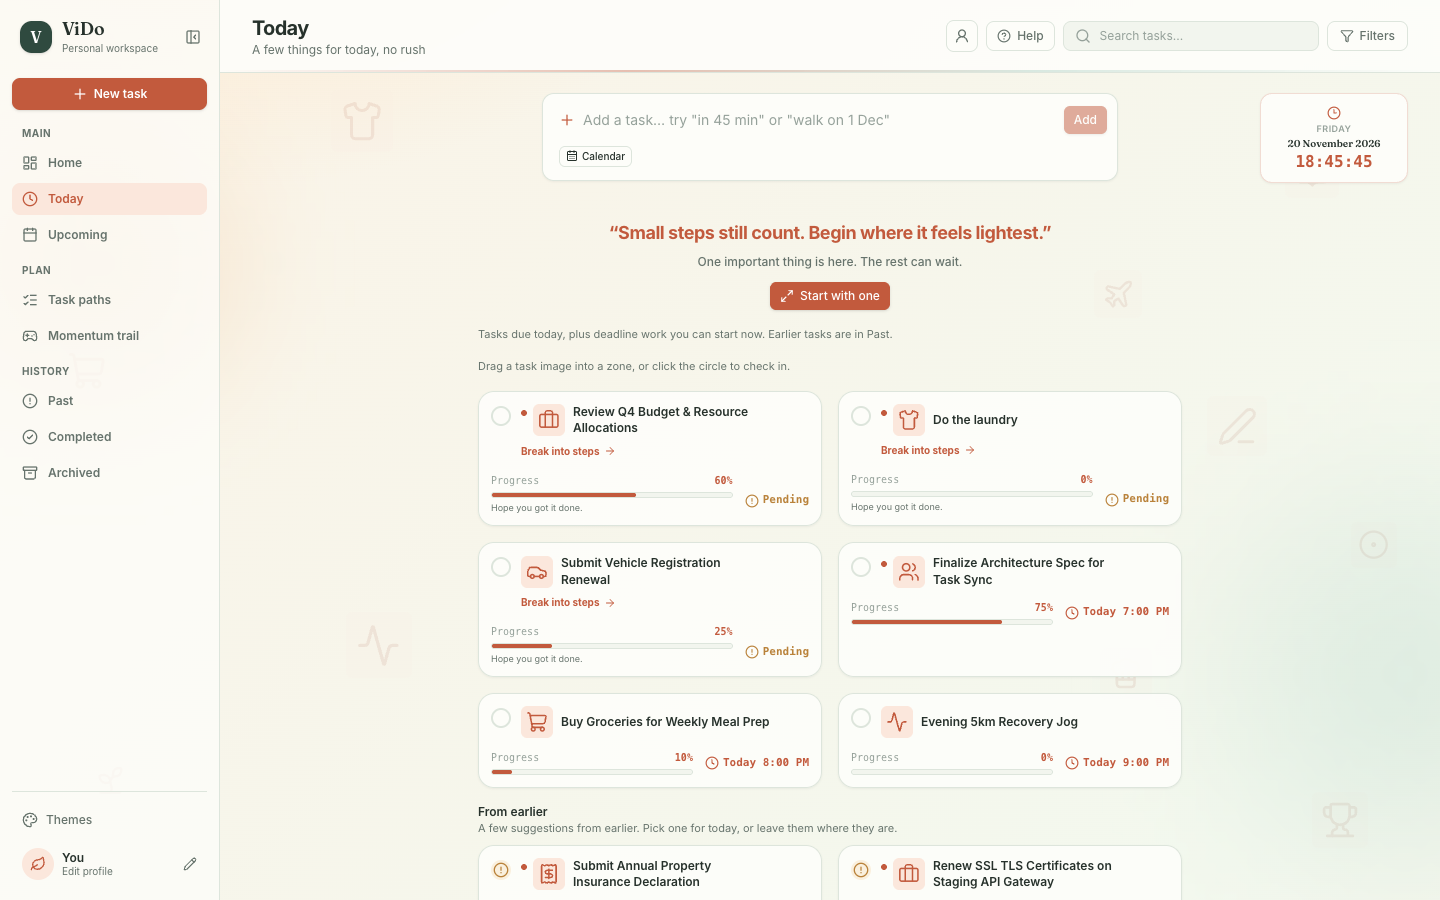 V
ViDo
Personal workspace
New task
MAIN
Home
Today
Upcoming
PLAN
Task paths
Momentum trail
HISTORY
Past
Completed
Archived
Themes
You
Edit profile
Today
A few things for today, no rush
Help
Search tasks...
Filters
Add a task... try "in 45 min" or "walk on 1 Dec"
Add
Calendar
FRIDAY
20 November 2026
18:45:45
“Small steps still count. Begin where it feels lightest.”
One important thing is here. The rest can wait.
Start with one
Tasks due today, plus deadline work you can start now. Earlier tasks are in Past.
Drag a task image into a zone, or click the circle to check in.
Review Q4 Budget & Resource
Allocations
Break into steps
Progress
60%
Hope you got it done.
Pending
Do the laundry
Break into steps
Progress
0%
Hope you got it done.
Pending
Submit Vehicle Registration
Renewal
Break into steps
Progress
25%
Hope you got it done.
Pending
Finalize Architecture Spec for
Task Sync
Progress
75%
Today 7:00 PM
Buy Groceries for Weekly Meal Prep
Progress
10%
Today 8:00 PM
Evening 5km Recovery Jog
Progress
0%
Today 9:00 PM
From earlier
A few suggestions from earlier. Pick one for today, or leave them where they are.
Submit Annual Property
Insurance Declaration
Renew SSL TLS Certificates on
Staging API Gateway